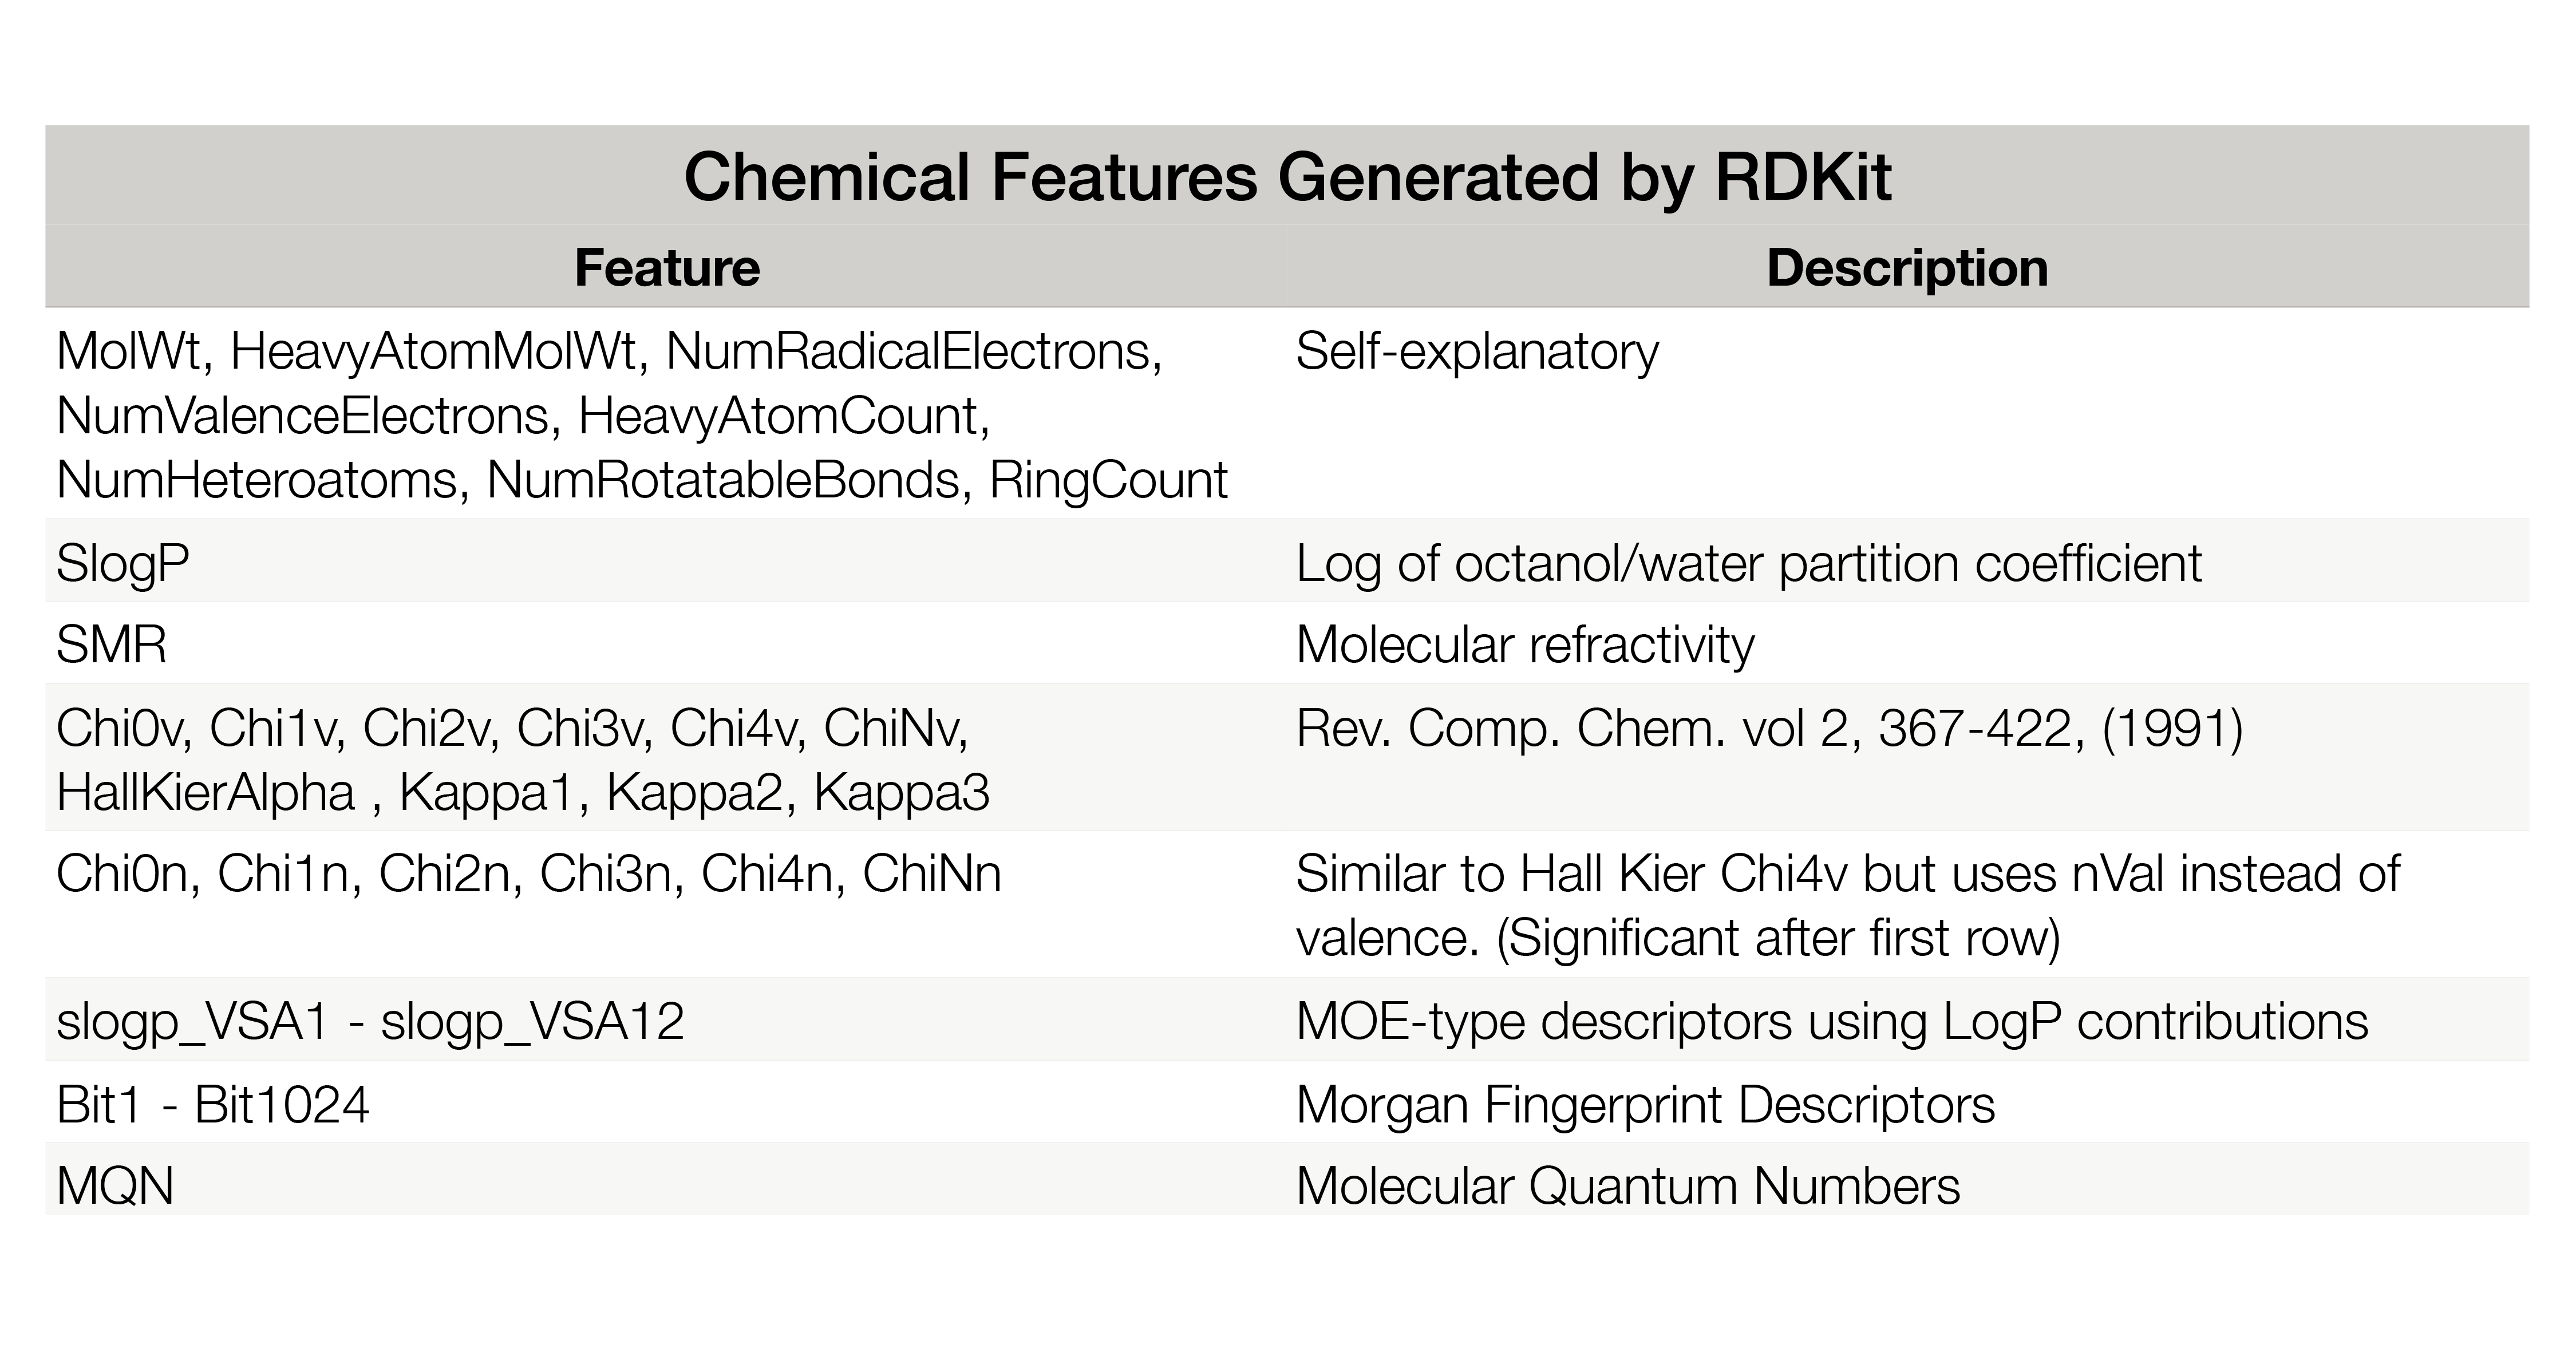 Chemical Features Generated by RDKit
Feature Description
MolWt, HeavyAtomMolWt, NumRadicalElectrons, Self-explanatory
NumValenceElectrons, HeavyAtomCount,
NumHeteroatoms, NumRotatableBonds, RingCount
SlogP Log of octanol/water partition coefficient
SMR Molecular refractivity
Chi0v, Chi1v, Chi2v, Chi3v, Chi4v, ChiNv, Rev. Comp. Chem. vol 2, 367-422, (1991)
HallKierAlpha , Kappa1, Kappa2, Kappa3
Chi0n, Chi1n, Chi2n, Chi3n, Chi4n, ChiNn Similar to Hall Kier Chi4v but uses nVal instead of
valence. (Significant after first row)
slogp_VSA1 - slogp_VSA12 MOE-type descriptors using LogP contributions
Bit1 - Bit1024 Morgan Fingerprint Descriptors
MQN Molecular Quantum Numbers